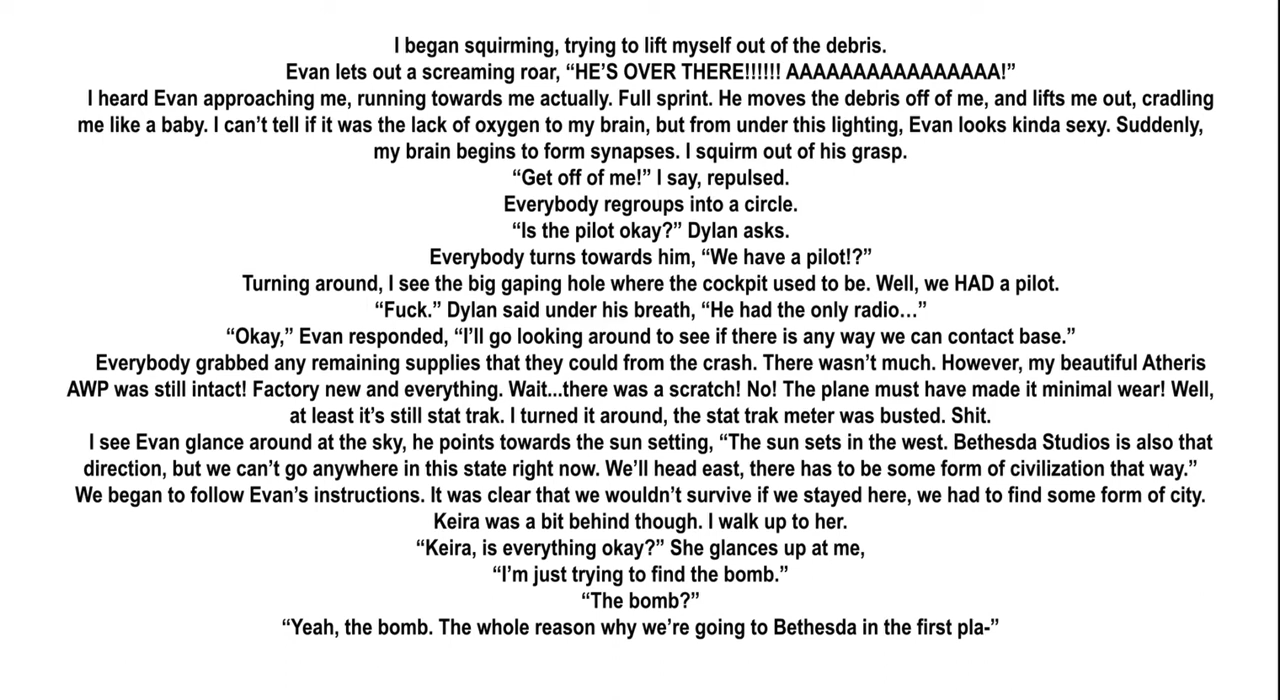 I began squirming, trying to lift myself out of the debris.
Evan lets out a screaming roar, “HE’S OVER THERE!!!!!! AAAAAAAAAAAAAAAA!”
I heard Evan approaching me, running towards me actually. Full sprint. He moves the debris off of me, and lifts me out, cradling
me like a baby. I can’t tell if it was the lack of oxygen to my brain, but from under this lighting, Evan looks kinda sexy. Suddenly,
my brain begins to form synapses. I squirm out of his grasp.
“Get off of me!” I say, repulsed.
Everybody regroups into a circle.
“Is the pilot okay?” Dylan asks.
Everybody turns towards him, “We have a pilot!?”
Turning around, I see the big gaping hole where the cockpit used to be. Well, we HAD a pilot.
“Fuck.” Dylan said under his breath, “He had the only radio…”
“Okay,” Evan responded, “I’ll go looking around to see if there is any way we can contact base.”
Everybody grabbed any remaining supplies that they could from the crash. There wasn’t much. However, my beautiful Atheris
AWP was still intact! Factory new and everything. Wait...there was a scratch! No! The plane must have made it minimal wear! Well,
at least it’s still stat trak. I turned it around, the stat trak meter was busted. Shit.
I see Evan glance around at the sky, he points towards the sun setting, “The sun sets in the west. Bethesda Studios is also that
direction, but we can’t go anywhere in this state right now. We’ll head east, there has to be some form of civilization that way.”
We began to follow Evan’s instructions. It was clear that we wouldn’t survive if we stayed here, we had to find some form of city.
Keira was a bit behind though. I walk up to her.
“Keira, is everything okay?” She glances up at me,
“I’m just trying to find the bomb.”
“The bomb?”
“Yeah, the bomb. The whole reason why we’re going to Bethesda in the first pla-”